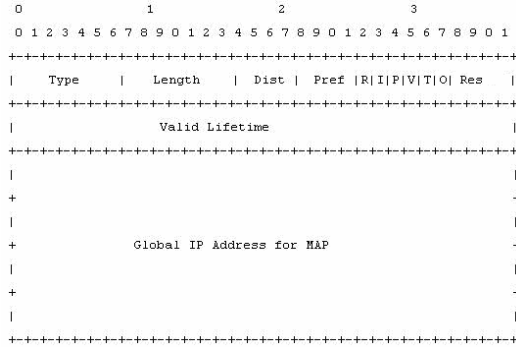 0 1 2 3
0 1 2 3 4 5 6 7 8 9 0 1 2 3 4 5 6 7 8 9 0 1 2 3 4 5 6 7 8 9 0 1
+-+-+-+-+-+-+-+-+-+-+-+-+-+-+-+-+-+-+-+-+-+-+-+-+-+-+-+-+-+-+-+-+
| Type | Length | Dist | Pref |R|I|P|V|T|O| Res |
+-+-+-+-+-+-+-+-+-+-+-+-+-+-+-+-+-+-+-+-+-+-+-+-+-+-+-+-+-+-+-+-+
| Valid Lifetime |
+-+-+-+-+-+-+-+-+-+-+-+-+-+-+-+-+-+-+-+-+-+-+-+-+-+-+-+-+-+-+-+-+
| |
+ +
| |
+ Global IP Address for MAP +
| |
+ +
| |
+-+-+-+-+-+-+-+-+-+-+-+-+-+-+-+-+-+-+-+-+-+-+-+-+-+-+-+-+-+-+-+-+